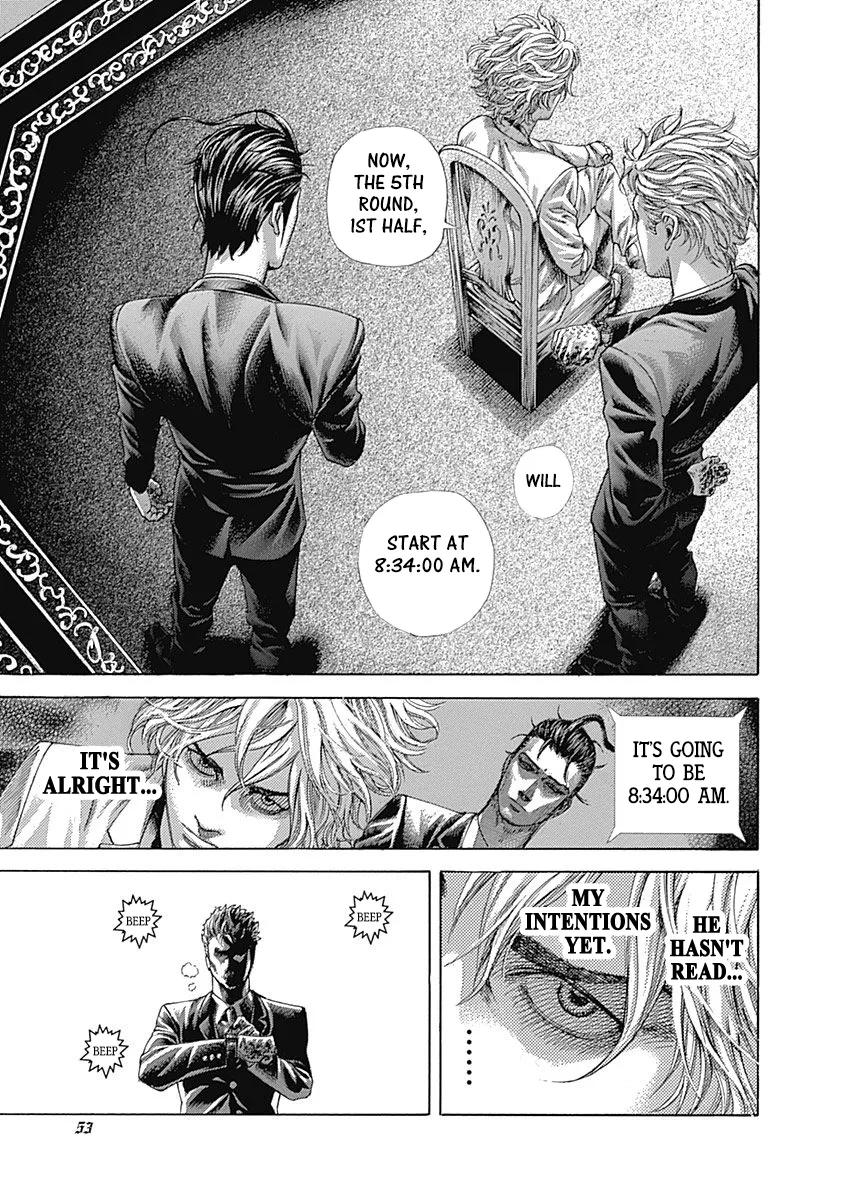 NOW,
THE 5TH
ROUND,
1ST HALF,
WILL
START AT
8:34:00 AM.
IT'S GOING
TO BE
8:34:00 AM.
IT'S
ALRIGHT...
HE
HASN'T
READ...
MY
INTENTIONS
YET.
......
BEEP
BEEP
BEEP
53